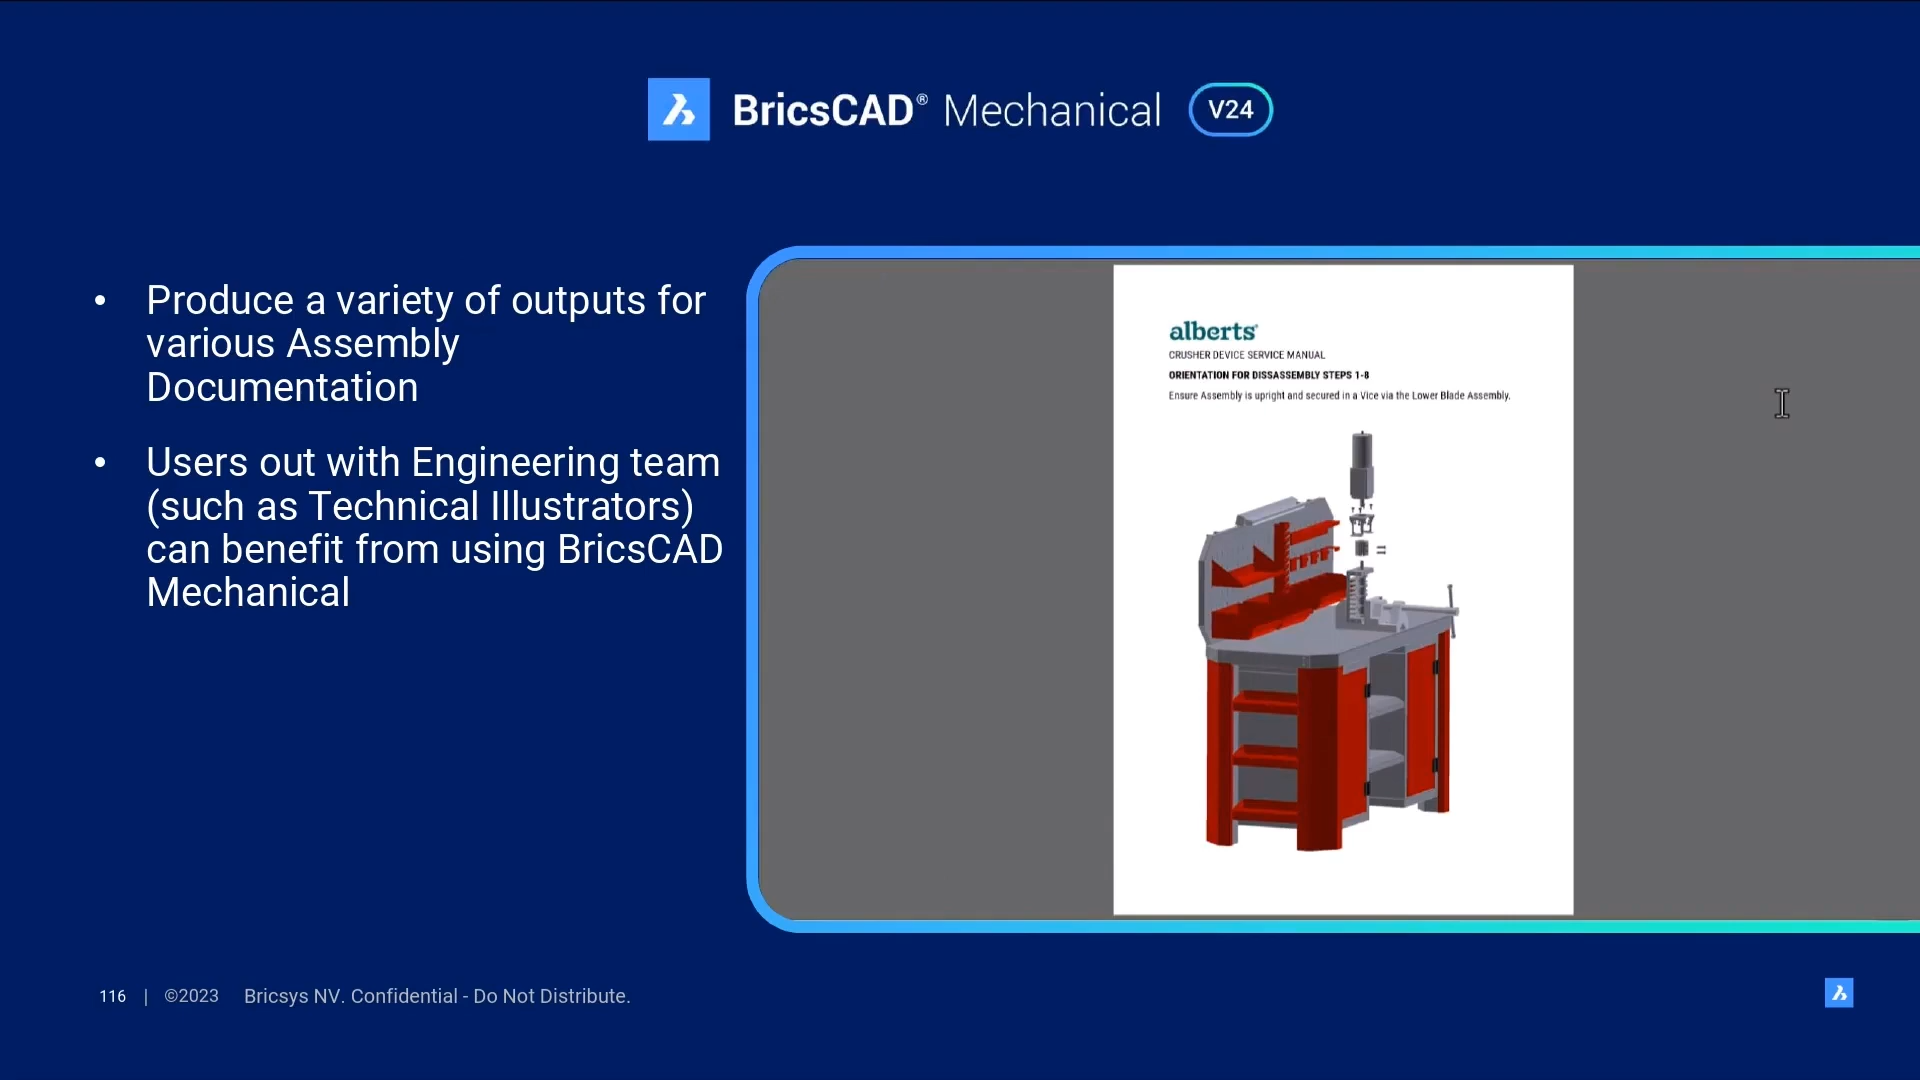 BricsCAD® Mechanical V24
• Produce a variety of outputs for
various Assembly
Documentation
• Users out with Engineering team
(such as Technical Illustrators)
can benefit from using BricsCAD
Mechanical
alberts
CRUSHER DEVICE SERVICE MANUAL
ORIENTATION FOR DISSASSEMBLY STEPS 1-8
Ensure Assembly is upright and secured in a Vice via the Lower Blade Assembly.
116 | ©2023 Bricsys NV. Confidential - Do Not Distribute.